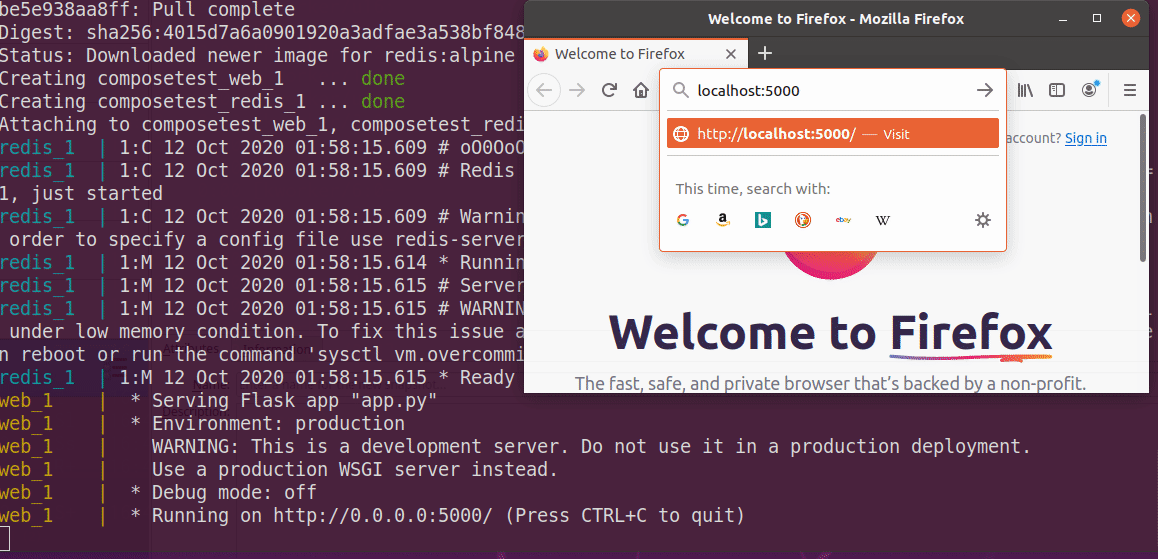 be5e938aa8ff: Pull complete
Digest: sha256:4015d7a6a0901920a3adfae3a538bf848
Status: Downloaded newer image for redis:alpine
Creating composetest_web_1   ... done
Creating composetest_redis_1 ... done
Attaching to composetest_web_1, composetest_redi
redis_1  | 1:C 12 Oct 2020 01:58:15.609 # oO0OoO
redis_1  | 1:C 12 Oct 2020 01:58:15.609 # Redis
1, just started
redis_1  | 1:C 12 Oct 2020 01:58:15.609 # Warnin
 order to specify a config file use redis-server
redis_1  | 1:M 12 Oct 2020 01:58:15.614 * Runnin
redis_1  | 1:M 12 Oct 2020 01:58:15.615 # Server
redis_1  | 1:M 12 Oct 2020 01:58:15.615 # WARNIN
 under low memory condition. To fix this issue a
n reboot or run the command 'sysctl vm.overcommi
redis_1  | 1:M 12 Oct 2020 01:58:15.615 * Ready
web_1    |  * Serving Flask app "app.py"
web_1    |  * Environment: production
web_1    |    WARNING: This is a development server. Do not use it in a production deployment.
web_1    |    Use a production WSGI server instead.
web_1    |  * Debug mode: off
web_1    |  * Running on http://0.0.0.0:5000/ (Press CTRL+C to quit)
Welcome to Firefox - Mozilla Firefox
Welcome to Firefox
localhost:5000
http://localhost:5000/ — Visit
account? Sign in
This time, search with:
ebay
Welcome to Firefox
The fast, safe, and private browser that's backed by a non-profit.